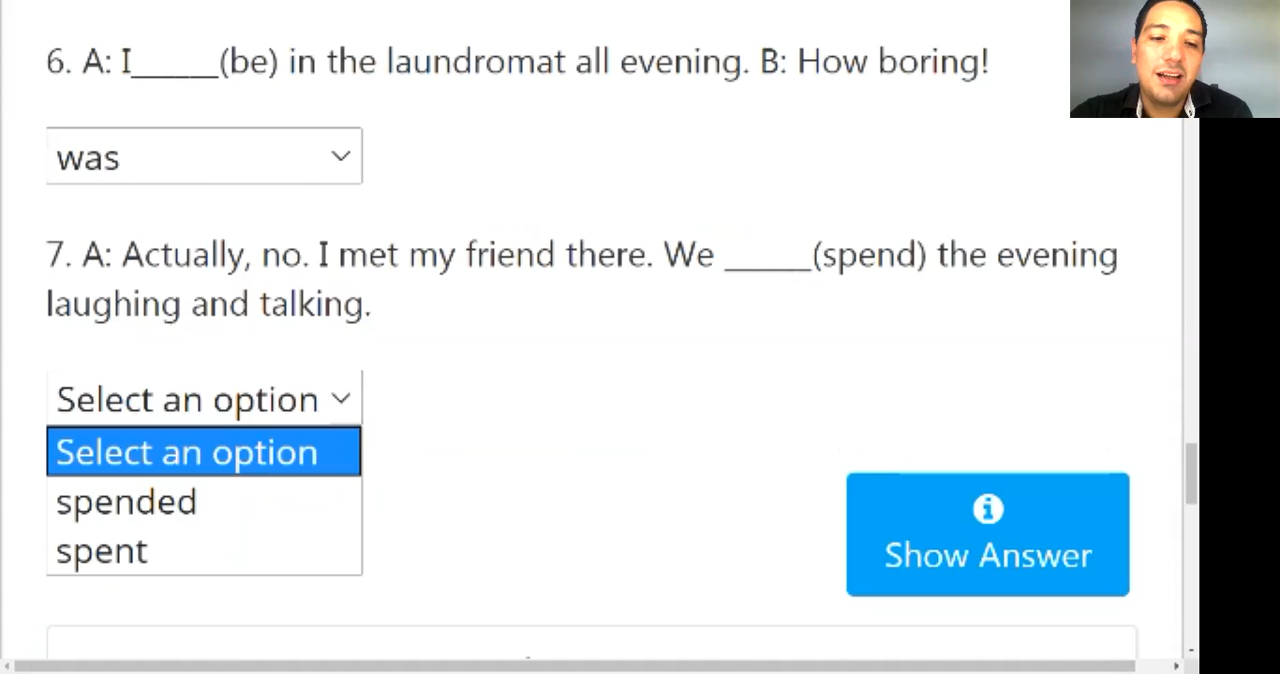 6. A: I_____(be) in the laundromat all evening. B: How boring!
was
7. A: Actually, no. I met my friend there. We _____(spend) the evening
laughing and talking.
Select an option
Select an option
spended
spent
Show Answer